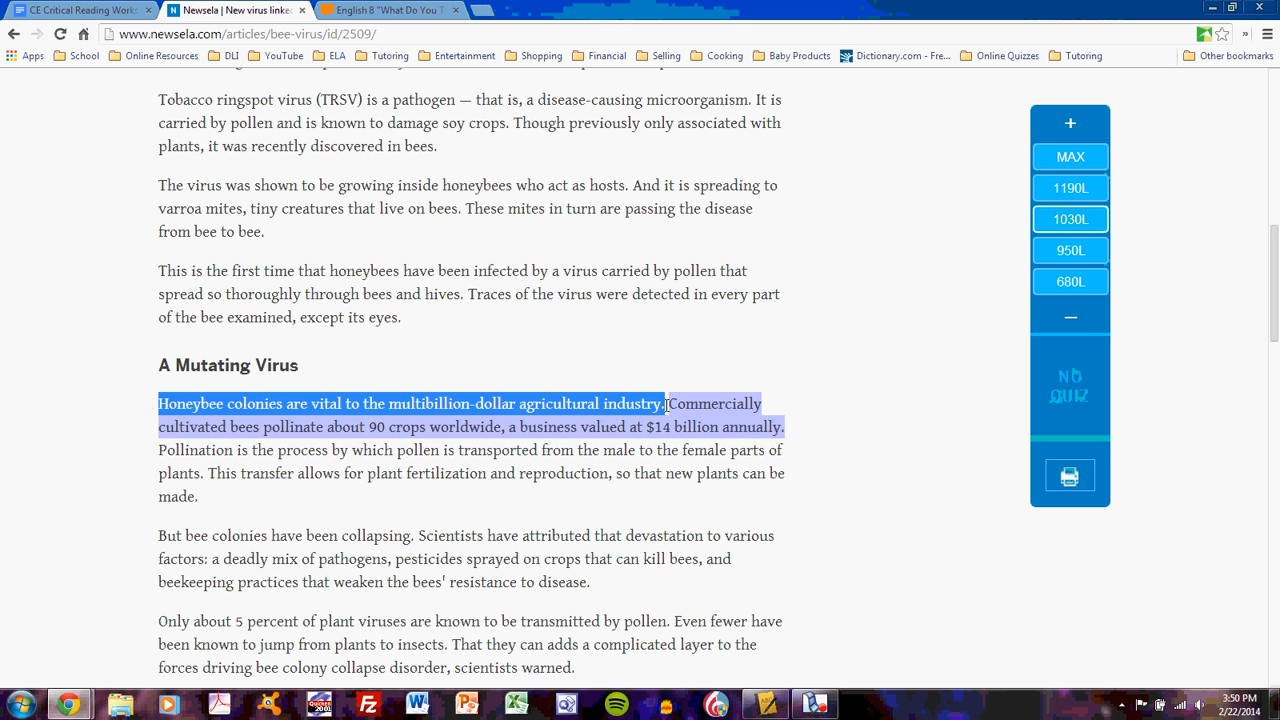 CE Critical Reading Works
Newsela | New virus linked
English 8 "What Do You T
www.newsela.com/articles/bee-virus/id/2509/
Apps School Online Resources DLI YouTube ELA Tutoring Entertainment Shopping Financial Selling Cooking Baby Products Dictionary.com - Fre... Online Quizzes Tutoring Other bookmarks
Tobacco ringspot virus (TRSV) is a pathogen — that is, a disease-causing microorganism. It is
carried by pollen and is known to damage soy crops. Though previously only associated with
plants, it was recently discovered in bees.
The virus was shown to be growing inside honeybees who act as hosts. And it is spreading to
varroa mites, tiny creatures that live on bees. These mites in turn are passing the disease
from bee to bee.
This is the first time that honeybees have been infected by a virus carried by pollen that
spread so thoroughly through bees and hives. Traces of the virus were detected in every part
of the bee examined, except its eyes.
A Mutating Virus
Honeybee colonies are vital to the multibillion-dollar agricultural industry. Commercially
cultivated bees pollinate about 90 crops worldwide, a business valued at $14 billion annually.
Pollination is the process by which pollen is transported from the male to the female parts of
plants. This transfer allows for plant fertilization and reproduction, so that new plants can be
made.
But bee colonies have been collapsing. Scientists have attributed that devastation to various
factors: a deadly mix of pathogens, pesticides sprayed on crops that can kill bees, and
beekeeping practices that weaken the bees' resistance to disease.
Only about 5 percent of plant viruses are known to be transmitted by pollen. Even fewer have
been known to jump from plants to insects. That they can adds a complicated layer to the
forces driving bee colony collapse disorder, scientists warned.
+
MAX
1190L
1030L
950L
680L
—
NO
QUIZ
3:50 PM
2/22/2014